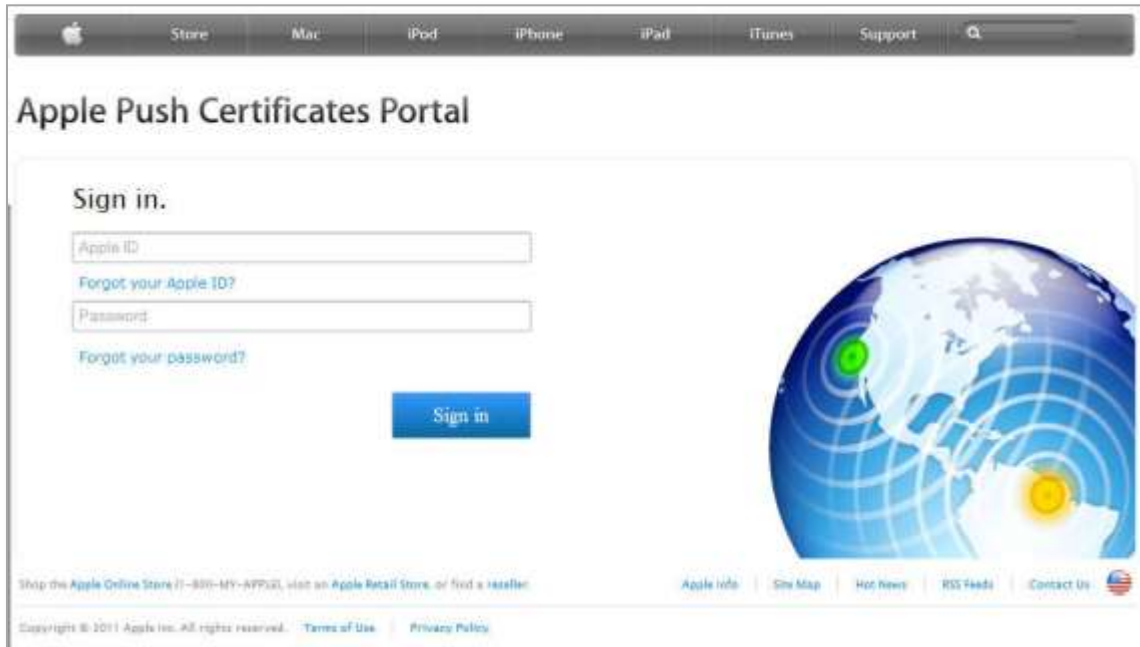 Store Mac iPod iPhone iPad iTunes Support
Apple Push Certificates Portal
Sign in.
Apple ID
Forgot your Apple ID?
Password
Forgot your password?
Sign in
Shop the Apple Online Store (1-800-MY-APPLE), visit an Apple Retail Store, or find a reseller.
Apple Info Site Map Hot News RSS Feeds Contact Us
Copyright © 2011 Apple Inc. All rights reserved. Terms of Use Privacy Policy